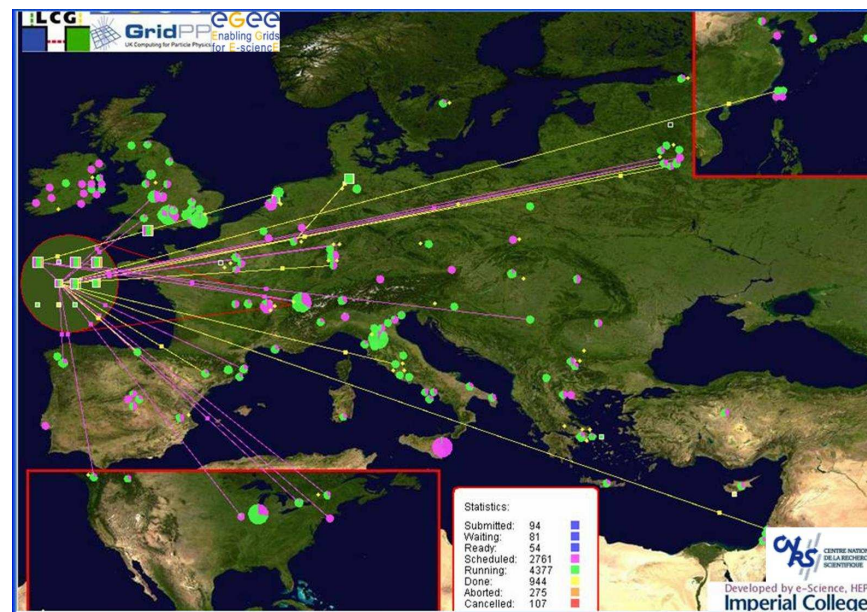 LCG
GridPP
UK Computing for Particle Physics
eGee
Enabling Grids
for E-sciencE
Statistics:
Submitted: 94
Waiting: 81
Ready: 54
Scheduled: 2761
Running: 4377
Done: 944
Aborted: 275
Cancelled: 107
CNRS
CENTRE NATION
DE LA RECHERC
SCIENTIFIQUE
Developed by e-Science, HEP
Imperial College